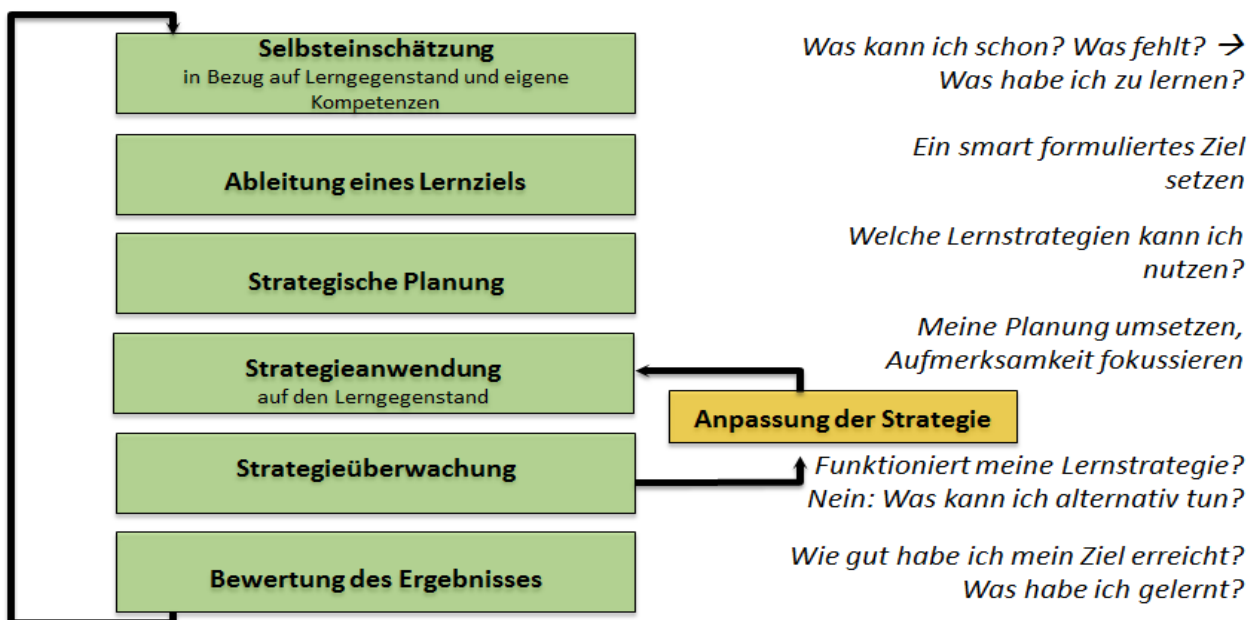 Selbsteinschätzung
in Bezug auf Lerngegenstand und eigene
Kompetenzen
Was kann ich schon? Was fehlt? →
Was habe ich zu lernen?
Ableitung eines Lernziels
Ein smart formuliertes Ziel
setzen
Strategische Planung
Welche Lernstrategien kann ich
nutzen?
Strategieanwendung
auf den Lerngegenstand
Meine Planung umsetzen,
Aufmerksamkeit fokussieren
Anpassung der Strategie
Strategieüberwachung
Funktioniert meine Lernstrategie?
Nein: Was kann ich alternativ tun?
Bewertung des Ergebnisses
Wie gut habe ich mein Ziel erreicht?
Was habe ich gelernt?